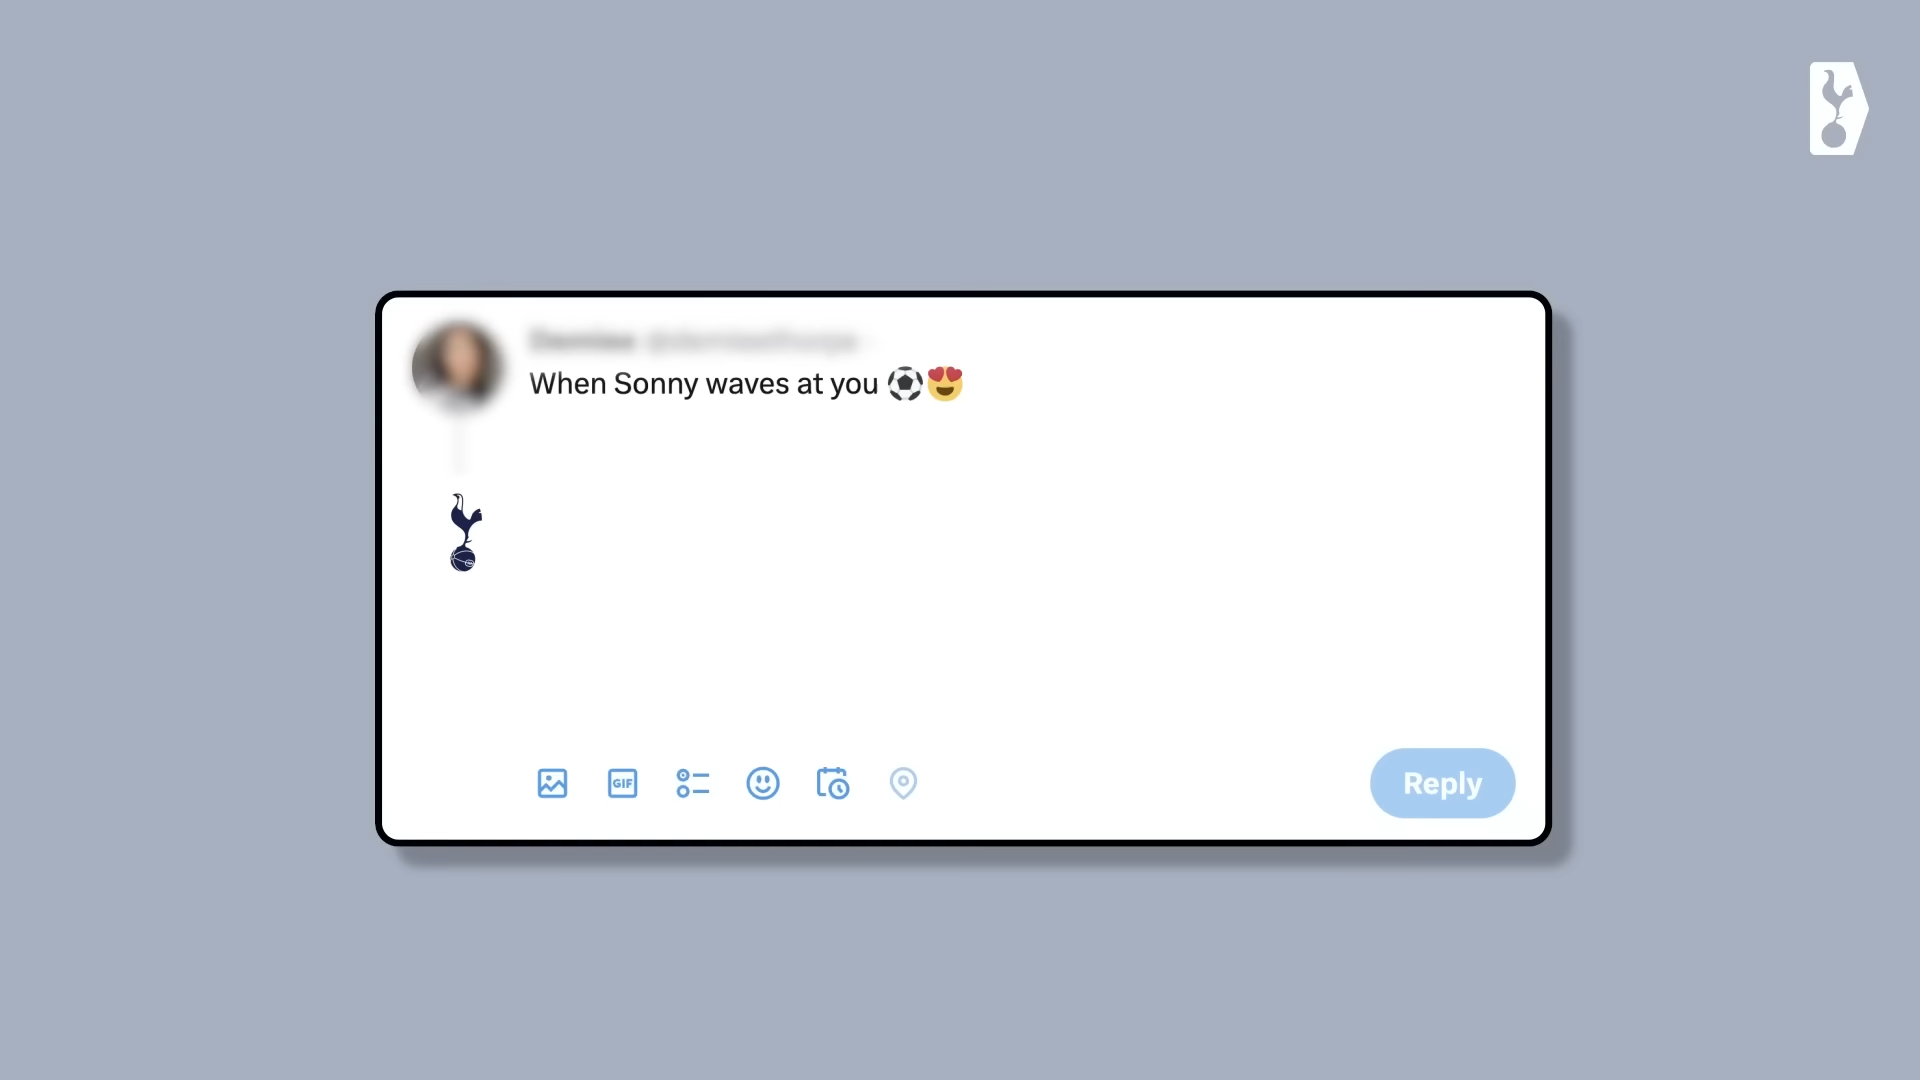 When Sonny waves at you ⚽😍
GIF
Reply